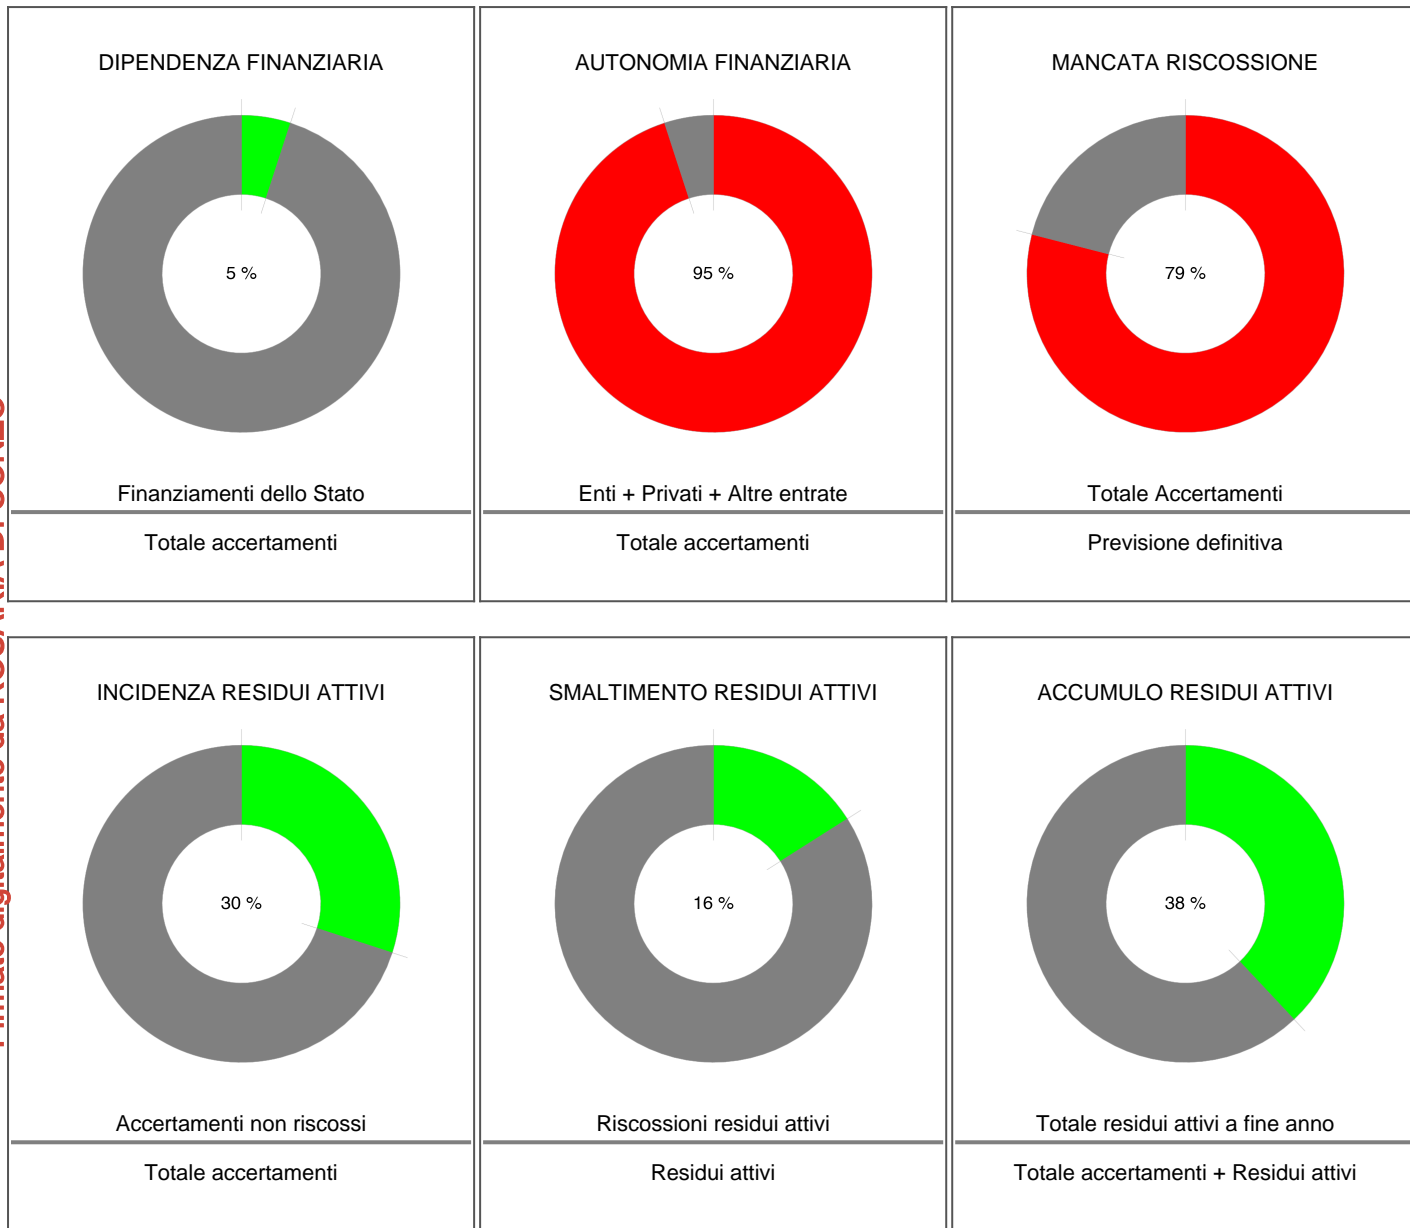 DIPENDENZA FINANZIARIA
5 %
Finanziamenti dello Stato
Totale accertamenti
AUTONOMIA FINANZIARIA
95 %
Enti + Privati + Altre entrate
Totale accertamenti
MANCATA RISCOSSIONE
79 %
Totale Accertamenti
Previsione definitiva
INCIDENZA RESIDUI ATTIVI
30 %
Accertamenti non riscossi
Totale accertamenti
SMALTIMENTO RESIDUI ATTIVI
16 %
Riscossioni residui attivi
Residui attivi
ACCUMULO RESIDUI ATTIVI
38 %
Totale residui attivi a fine anno
Totale accertamenti + Residui attivi